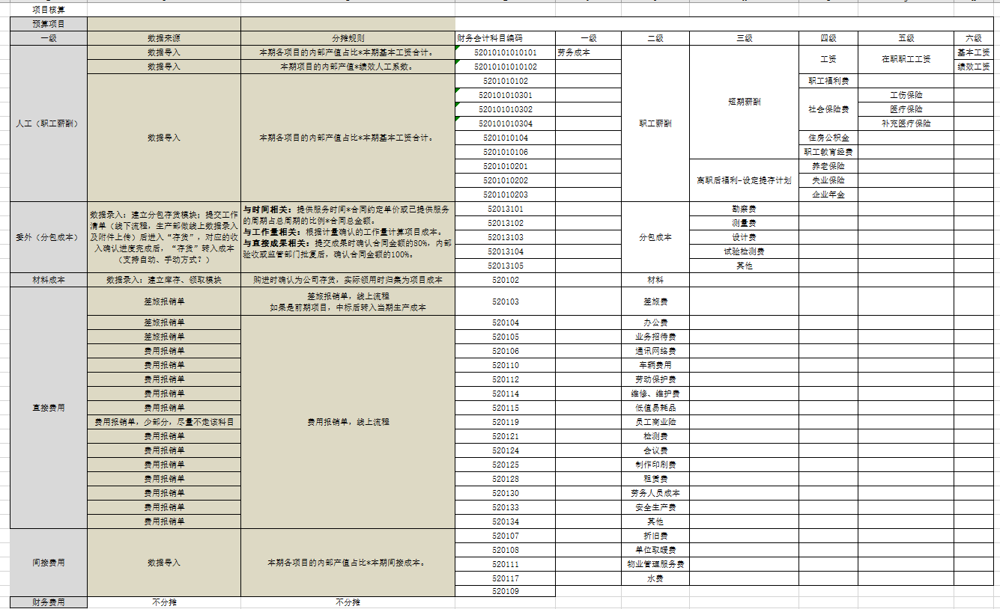 项目核算
预算项目
一级 数据来源 分摊规则 财务会计科目编码 一级 二级 三级 四级 五级 六级
人工（职工薪酬） 数据导入 本期各项目的内部产值占比*本期基本工资合计。 52010101010101 劳务成本 职工薪酬 短期薪酬 工资 在职职工工资 基本工资
数据导入 本期项目的内部产值*绩效人工系数。 52010101010102 绩效工资
数据导入 本期各项目的内部产值占比*本期基本工资合计。 5201010102 职工福利费
520101010301 社会保险费 工伤保险
520101010302 医疗保险
520101010304 补充医疗保险
5201010104 住房公积金
5201010106 职工教育经费
5201010201 离职后福利-设定提存计划 养老保险
5201010202 失业保险
5201010203 企业年金
委外（分包成本）
数据录入：建立分包存货模块；提交工作
清单（线下流程，生产部做线上数据录入
及附件上传）后进入“存货”，对应的收
入确认进度完成后，“存货”转入成本
（支持自动、手动方式？）
与时间相关：提供服务时间*合同约定单价或已提供服务
的周期占总周期的比例*合同总金额。
与工作量相关：根据计量确认的工作量计算项目成本。
与直接成果相关：提交成果时确认合同金额的80%，内部
验收或监管部门批复后，确认合同金额的100%。
52013101 分包成本 勘察费
52013102 测量费
52013103 设计费
52013104 试验检测费
52013105 其他
材料成本 数据录入：建立库存、领取模块 购进时确认为公司存货，实际领用时归集为项目成本 520102 材料
直接费用 差旅报销单 差旅报销单，线上流程
如果是前期项目，中标后转入当期生产成本
520103 差旅费
差旅报销单 费用报销单，线上流程 520104 办公费
差旅报销单 520105 业务招待费
费用报销单 520106 通讯网络费
费用报销单 520110 车辆费用
费用报销单 520112 劳动保护费
费用报销单 520114 维修、维护费
费用报销单 520115 低值易耗品
费用报销单，少部分，尽量不走该科目 520119 员工商业险
费用报销单 520121 检测费
费用报销单 520124 会议费
费用报销单 520125 制作印刷费
费用报销单 520128 租赁费
费用报销单 520130 劳务人员成本
费用报销单 520133 安全生产费
费用报销单 520134 其他
间接费用 数据导入 本期各项目的内部产值占比*本期间接成本。 520107 折旧费
520108 单位取暖费
520111 物业管理服务费
520117 水费
520109
财务费用 不分摊 不分摊